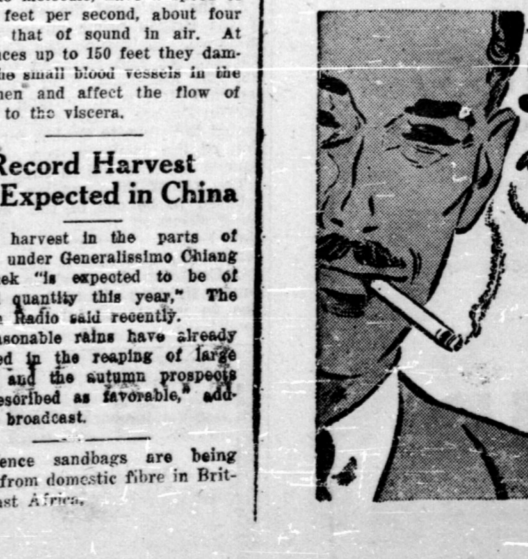 feet per second, about four
that of sound in air. At
ces up to 150 feet they dam-
he small blood vessels in the
en and affect the flow of
to the viscera.
Record Harvest
Expected in China
harvest in the parts of
under Generalissimo Chiang
ek "is expected to be of
quantity this year," The
Radio said recently.
asonable rains have already
ed in the reaping of large
and the autumn prospects
escribed as favorable," add-
broadcast.
ence sandbags are being
from domestic fibre in Brit-
ast Africa.